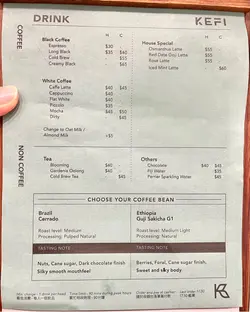 DRINK
KEFI
COFFEE
H C
Black Coffee
Espresso $30 -
Long Black $35 $40
Cold Brew - $55
Creamy Black - $65
White Coffee
Caffe Latte $40 $45
Cappuccino $40
Flat White $40
Piccolo $35
Mocha $45 $50
Dirty - $45
Change to Oat Milk /
Almond Milk +$5
H C
House Special
Osmanthus Latte $55
Red Date Latte $55
Rose Dolo Latte $55
Iced Mint Latte - $60
NON COFFEE
Tea
Blooming $40 -
Gardenia Oolong $40
Cold Brew Tea - $45
Others
Chocolate $40 $45
Fiji Water $35
Ferrier Sparkling Water $45
CHOOSE YOUR COFFEE BEAN
Brazil
Cerrado
Roast level: Medium
Processing: Pulped Natural
TASTING NOTE
Nuts, Cane sugar, Dark chocolate finish
Silky smooth mouthfeel
Ethiopia
Guji Sakicha G1
Roast level: Medium Light
Processing: Natural
TASTING NOTE
Berries, Floral, Cane sugar finish,
Sweet and silky body